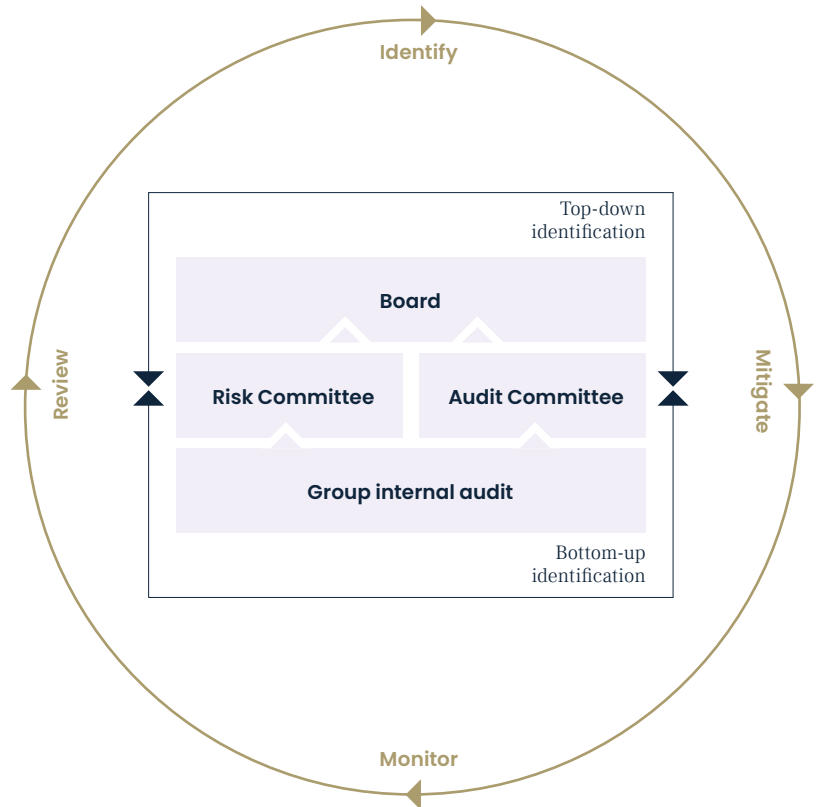 Identify
Top-down
identification
Board
Review
Risk Committee
Audit Committee
Mitigate
Group internal audit
Bottom-up
identification
Monitor